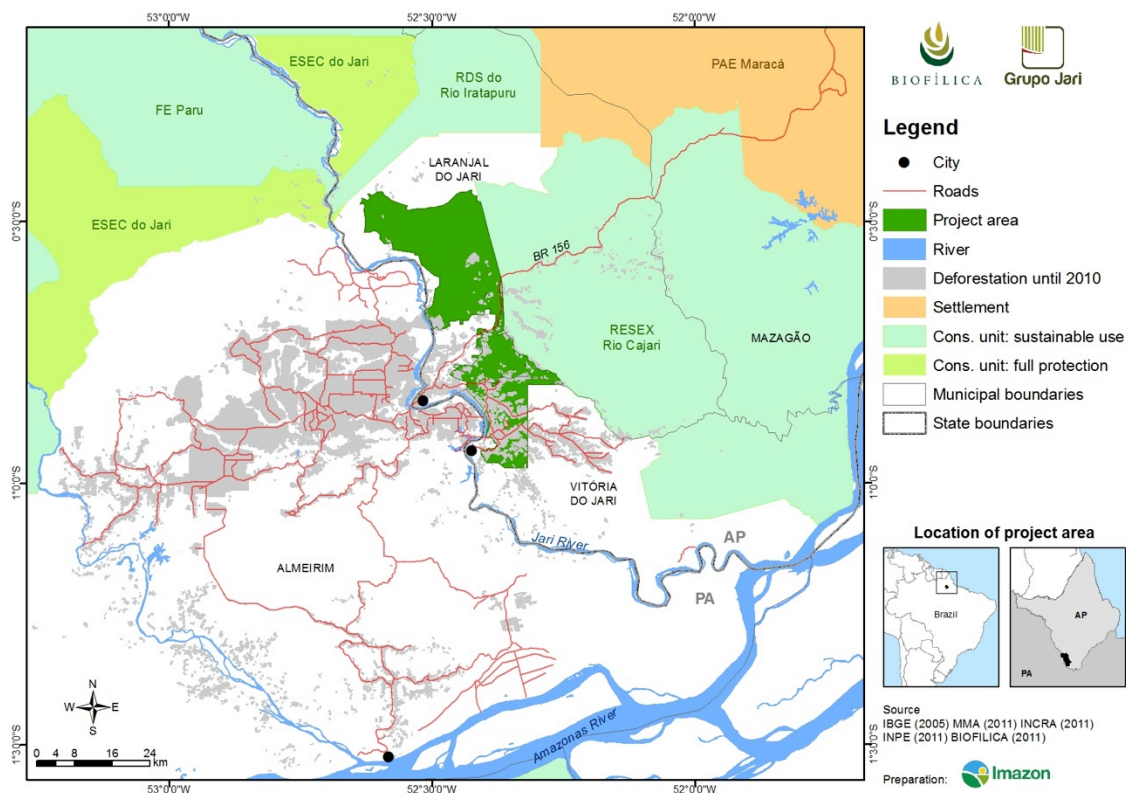 53°0'0"W
52°30'0"W
52°0'0"W
ESEC do Jari
RDS do
Rio Iratapuru
PAE Maracá
FE Paru
LARANJAL
DO JARI
ESEC do Jari
0°30'0"S
0°30'0"S
BR 156
RESEX
Rio Cajari
MAZAGÃO
1°0'0"S
1°0'0"S
VITÓRIA
DO JARI
Jari River
AP
PA
ALMEIRIM
Amazonas River
N
W
E
S
0 4 8 16 24
km
1°30'0"S
1°30'0"S
53°0'0"W
52°30'0"W
52°0'0"W
BIOFÍLICA
Grupo Jari
Legend
City
Roads
Project area
River
Deforestation until 2010
Settlement
Cons. unit: sustainable use
Cons. unit: full protection
Municipal boundaries
State boundaries
Location of project area
Brazil
AP
PA
Source
IBGE (2005) MMA (2011) INCRA (2011)
INPE (2011) BIOFILICA (2011)
Preparation:
Imazon